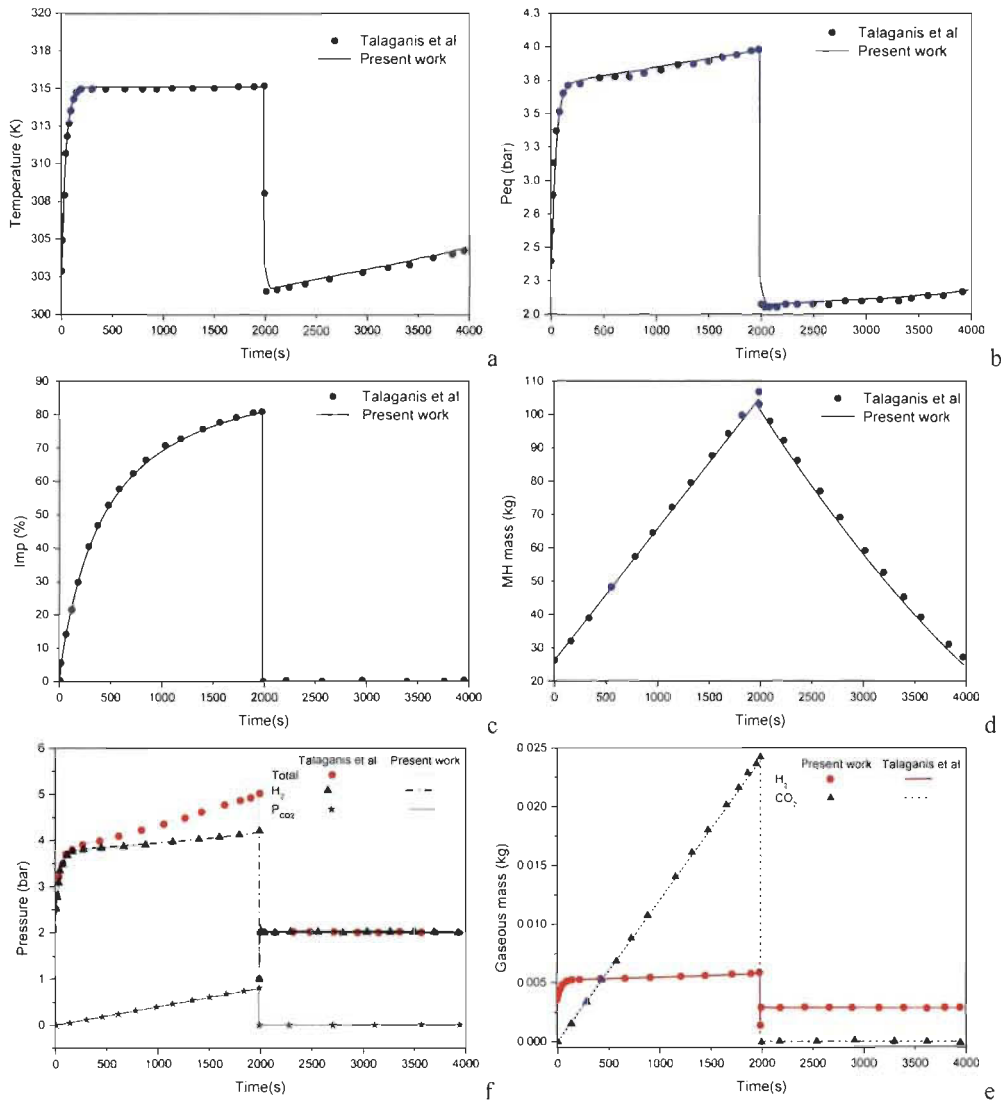 320
315
315
310
305
302
300
Temperature (K)
0 500 1000 1500 2000 2500 3000 3500 4000
Time(s)
Talaganis et al
Present work
a
4.3
4.0
3.8
3.5
3.3
3.0
2.8
2.6
2.3
2.0
Peq (bar)
0 500 1000 1500 2000 2500 3000 3500 4000
Time(s)
Talaganis et al
Present work
b
90
80
70
60
50
40
30
20
10
0
Imp (%)
0 500 1000 1500 2000 2500 3000 3500 4000
Time(s)
Talaganis et al
Present work
c
110
100
90
80
70
60
50
40
30
20
MH mass (kg)
0 500 1000 1500 2000 2500 3000 3500 4000
Time(s)
Talaganis et al
Present work
d
6
5
4
3
2
1
0
Pressure (bar)
0 500 1000 1500 2000 2500 3000 3500 4000
Time(s)
Talaganis et al Present work
Total
H2
Pco2
f
0.025
0.020
0.015
0.010
0.005
0.000
Gaseous mass (kg)
0 500 1000 1500 2000 2500 3000 3500 4000
Time(s)
Present work Talaganis et al
H2
CO2
e